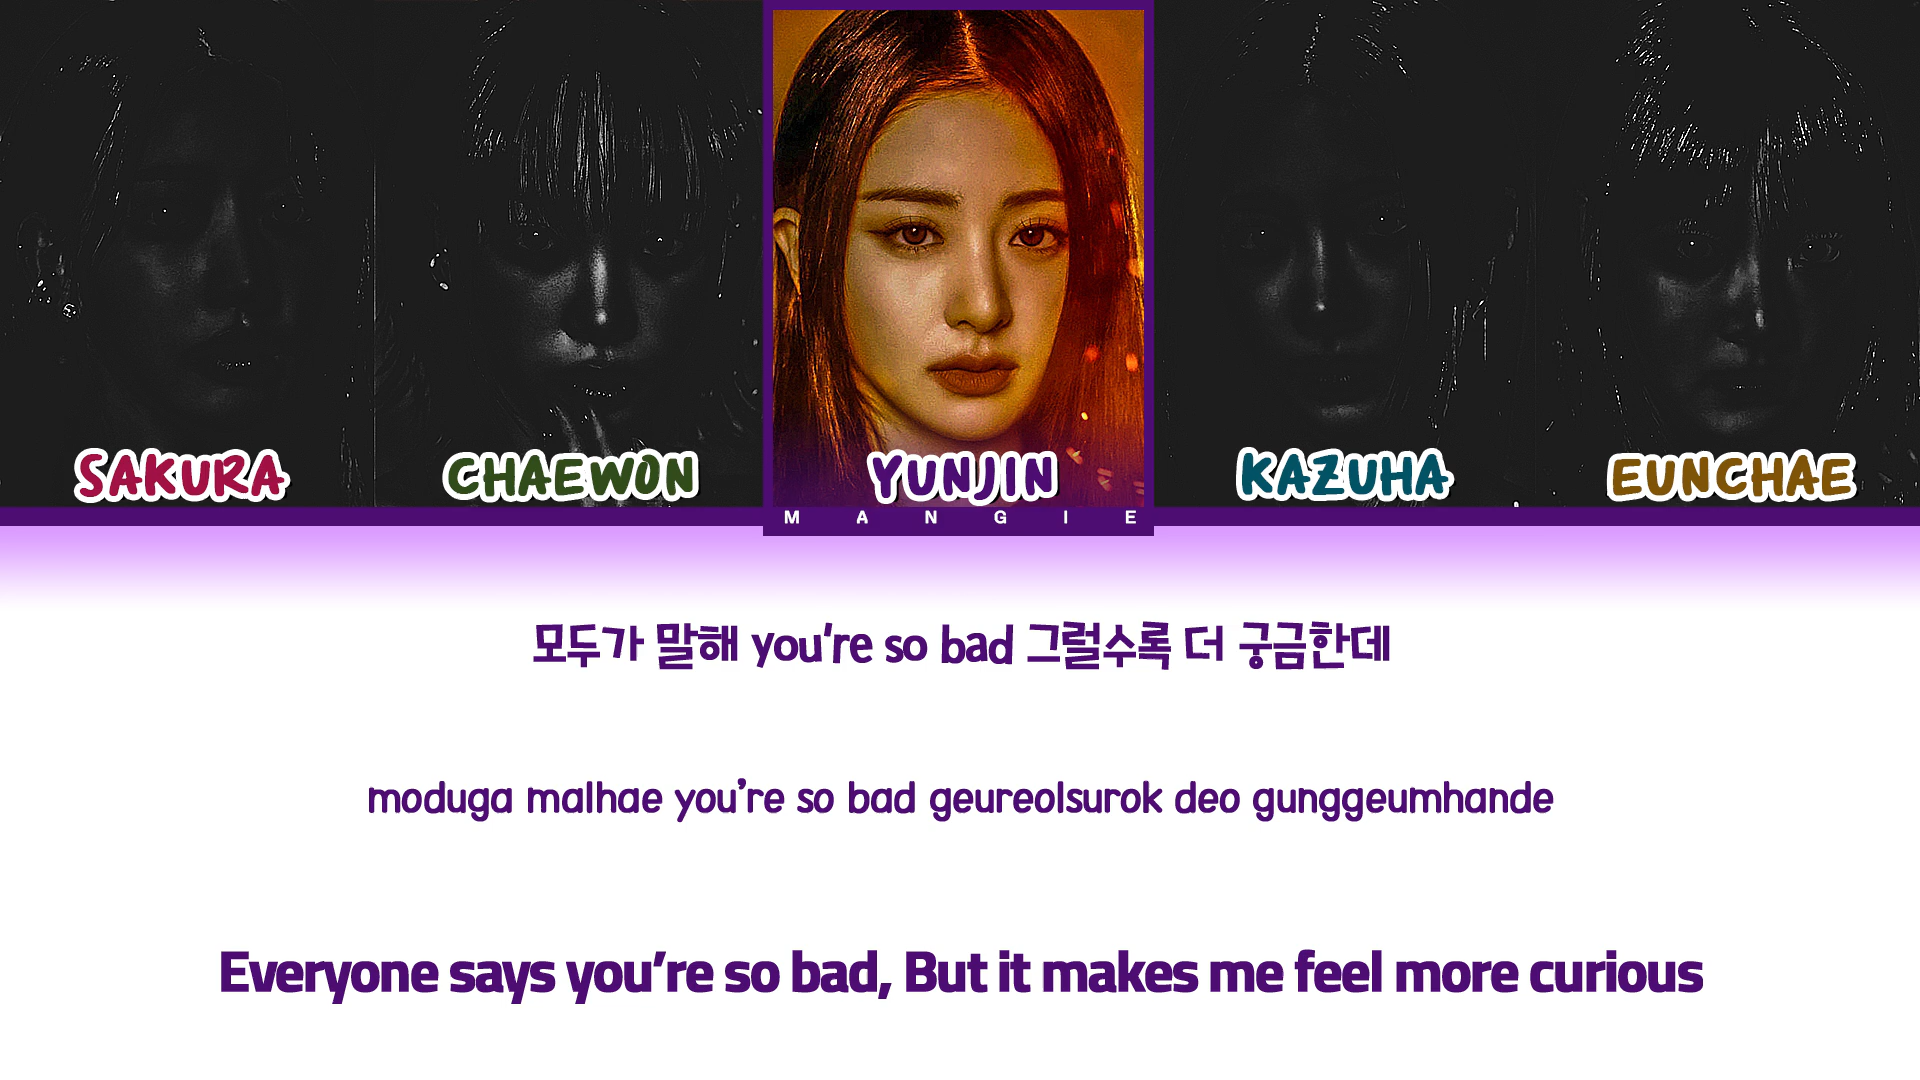 SAKURA CHAEWON YUNJIN KAZUHA EUNCHAE
MANGIE
모두가 말해 you're so bad 그럴수록 더 궁금한데
moduga malhae you're so bad geureolsurok deo gunggeumhande
Everyone says you're so bad, But it makes me feel more curious